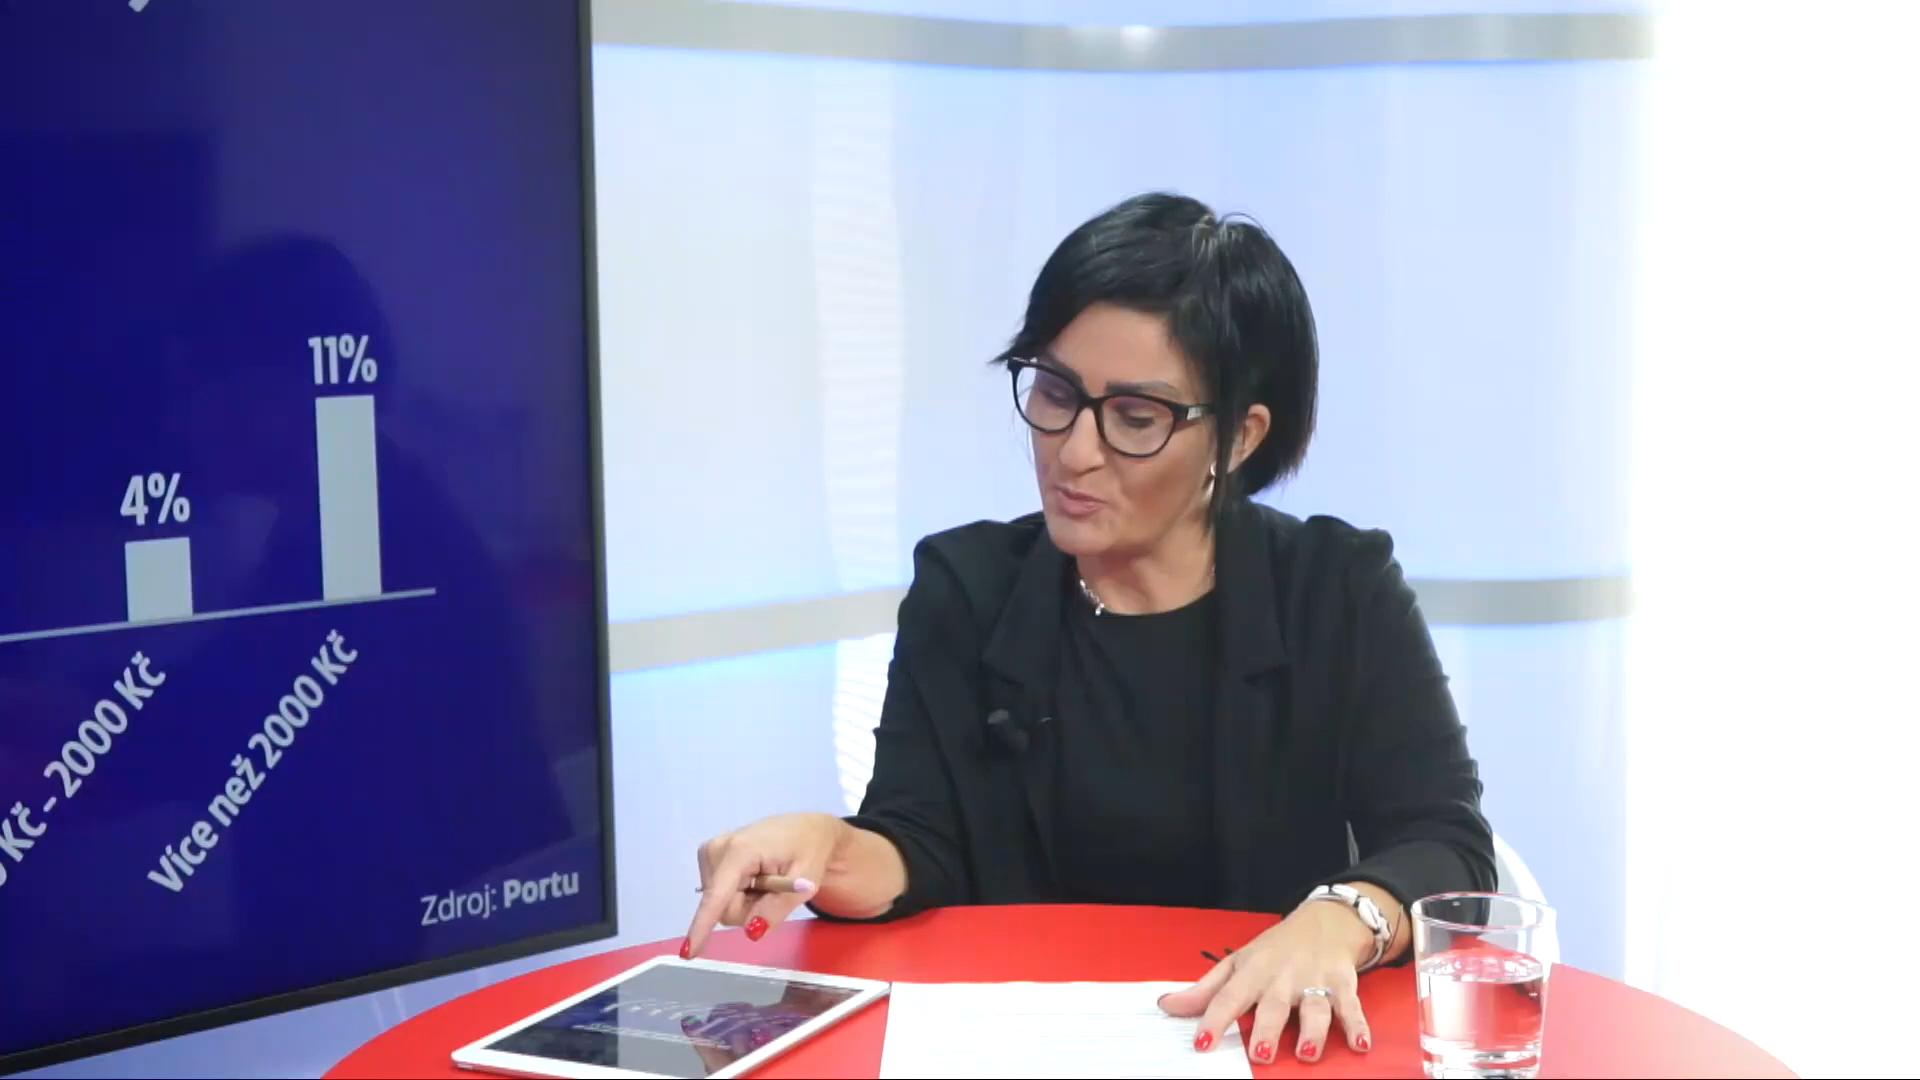 4%
11%
Kč – 2000 Kč
Více než 2000 Kč
Zdroj: Portu